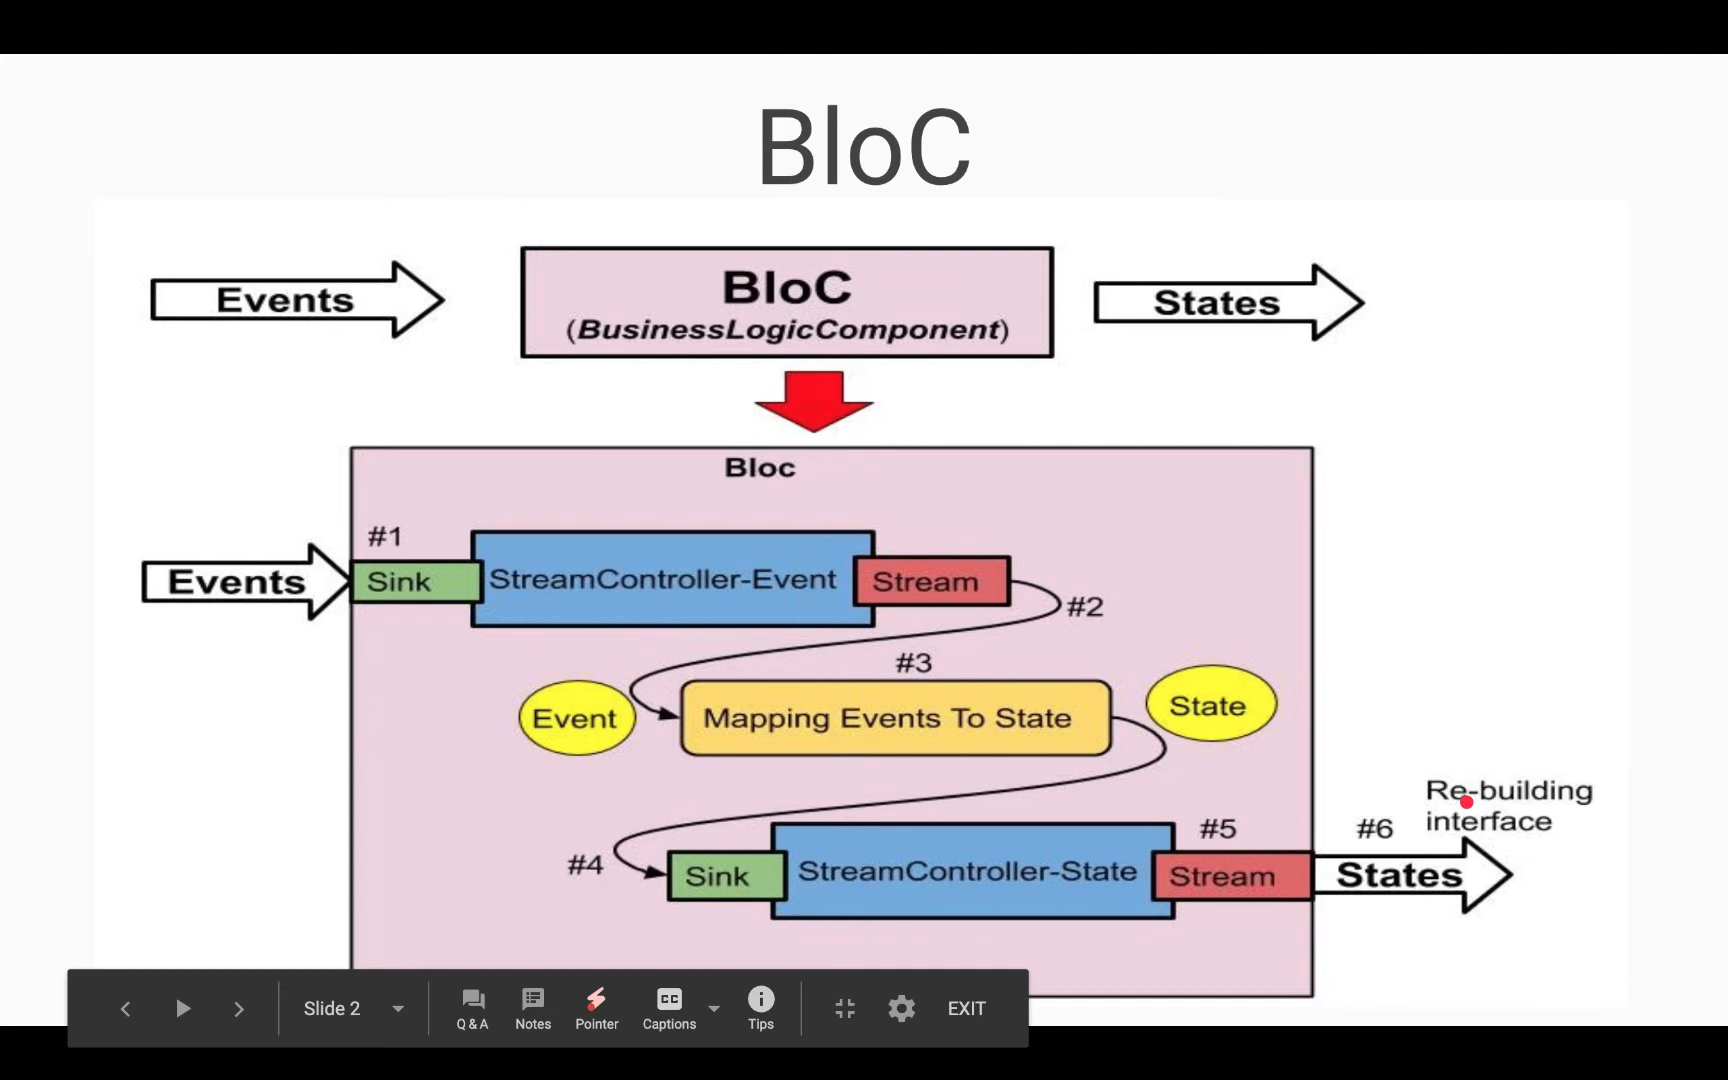 BloC
Events
BloC
(BusinessLogicComponent)
States
Bloc
#1
Events
Sink
StreamController-Event
Stream
#2
#3
Event
Mapping Events To State
State
#4
Sink
StreamController-State
#5
Stream
#6
Re-building
interface
States
Slide 2
Q & A
Notes
Pointer
CC
Captions
Tips
EXIT